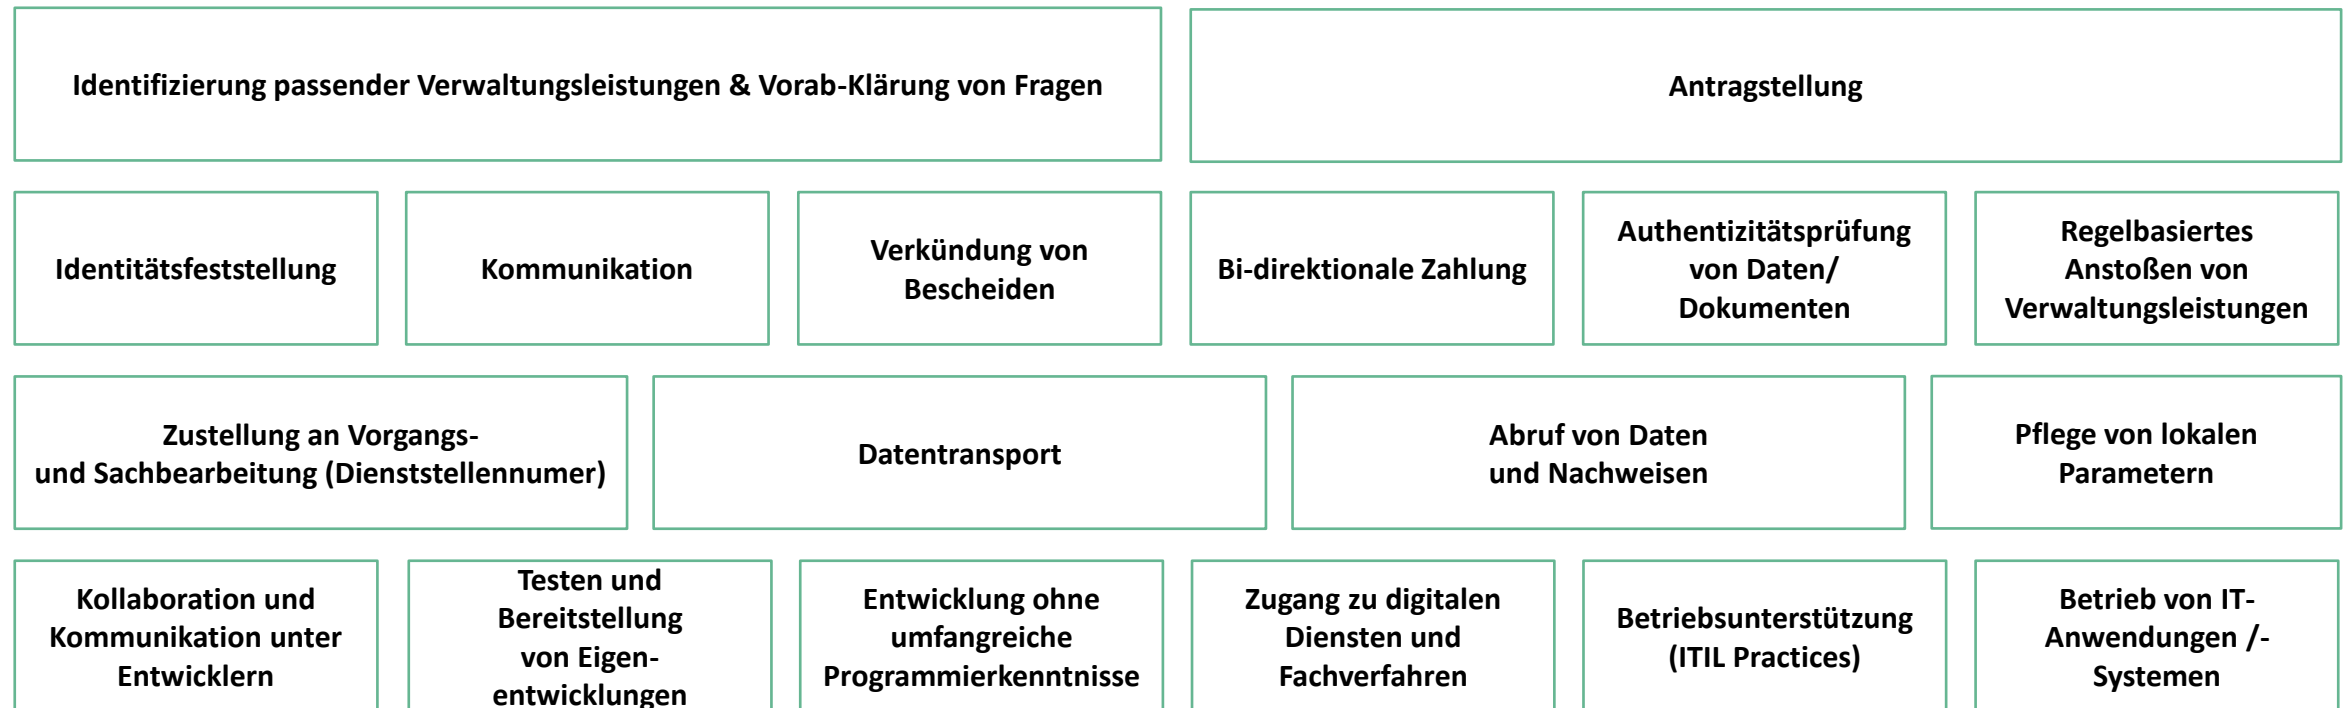 Identifizierung passender Verwaltungsleistungen & Vorab-Klärung von Fragen
Antragstellung
Identitätsfeststellung
Kommunikation
Verkündung von
Bescheiden
Bi-direktionale Zahlung
Authentizitätsprüfung
von Daten/
Dokumenten
Regelbasiertes
Anstoßen von
Verwaltungsleistungen
Zustellung an Vorgangs-
und Sachbearbeitung (Dienststellennumer)
Datentransport
Abruf von Daten
und Nachweisen
Pflege von lokalen
Parametern
Kollaboration und
Kommunikation unter
Entwicklern
Testen und
Bereitstellung
von Eigen-
entwicklungen
Entwicklung ohne
umfangreiche
Programmierkenntnisse
Zugang zu digitalen
Diensten und
Fachverfahren
Betriebsunterstützung
(ITIL Practices)
Betrieb von IT-
Anwendungen /-
Systemen